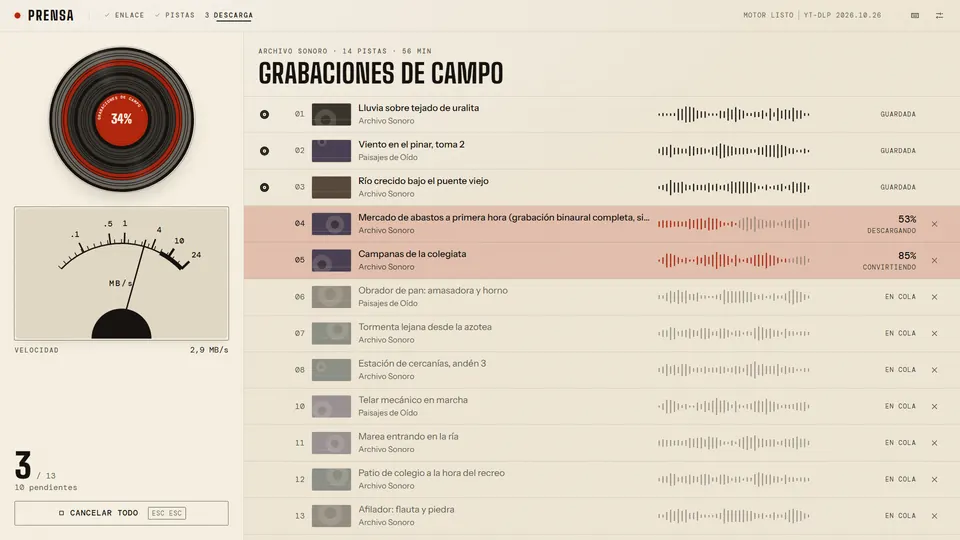 PRENSA
✓ ENLACE ✓ PISTAS 3 DESCARGA
MOTOR LISTO | YT-DLP 2026.10.26
GRABACIONES DE CAMPO
34%
.1 .5 1 4 10 24
MB/s
VELOCIDAD 2,9 MB/s
3 / 13
10 pendientes
CANCELAR TODO ESC ESC
ARCHIVO SONORO · 14 PISTAS · 56 MIN
GRABACIONES DE CAMPO
01 Lluvia sobre tejado de uralita GUARDADA
Archivo Sonoro
02 Viento en el pinar, toma 2 GUARDADA
Paisajes de Oído
03 Río crecido bajo el puente viejo GUARDADA
Archivo Sonoro
04 Mercado de abastos a primera hora (grabación binaural completa, si... 53%
Archivo Sonoro DESCARGANDO
05 Campanas de la colegiata 85%
Archivo Sonoro CONVIRTIENDO
06 Obrador de pan: amasadora y horno EN COLA
Paisajes de Oído
07 Tormenta lejana desde la azotea EN COLA
Archivo Sonoro
08 Estación de cercanías, andén 3 EN COLA
Archivo Sonoro
10 Telar mecánico en marcha EN COLA
Paisajes de Oído
11 Marea entrando en la ría EN COLA
Archivo Sonoro
12 Patio de colegio a la hora del recreo EN COLA
Archivo Sonoro
13 Afilador: flauta y piedra EN COLA
Archivo Sonoro